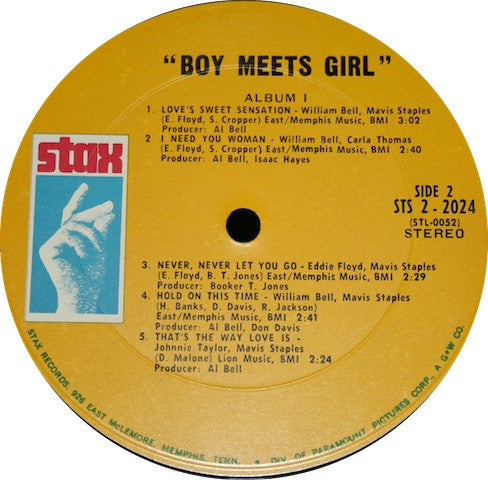 "BOY MEETS GIRL"
ALBUM I
1. LOVE'S SWEET SENSATION - William Bell, Mavis Staples
(E. Floyd, S. Cropper) East/Memphis Music, BMI 3:02
Producer: Al Bell
2. I NEED YOU WOMAN - William Bell, Carla Thomas
(E. Floyd, S. Cropper) East/Memphis Music, BMI 2:40
Producer: Al Bell, Isaac Hayes
stax
SIDE 2
STS 2 - 2024
(STL-0052)
STEREO
3. NEVER, NEVER LET YOU GO - Eddie Floyd, Mavis Staples
(E. Floyd, B. T. Jones) East/Memphis Music, BMI 2:29
Producer: Booker T. Jones
4. HOLD ON THIS TIME - William Bell, Mavis Staples
(H. Banks, D. Davis, R. Jackson)
East/Memphis Music, BMI 2:41
Producer: Al Bell, Don Davis
5. THAT'S THE WAY LOVE IS -
Johnnie Taylor, Mavis Staples
(D. Malone) Lion Music, BMI 2:24
Producer: Al Bell
STAX RECORDS, 926 EAST McLEMORE, MEMPHIS, TENN. • DIV. OF PARAMOUNT PICTURES CORP., A G+W CO.